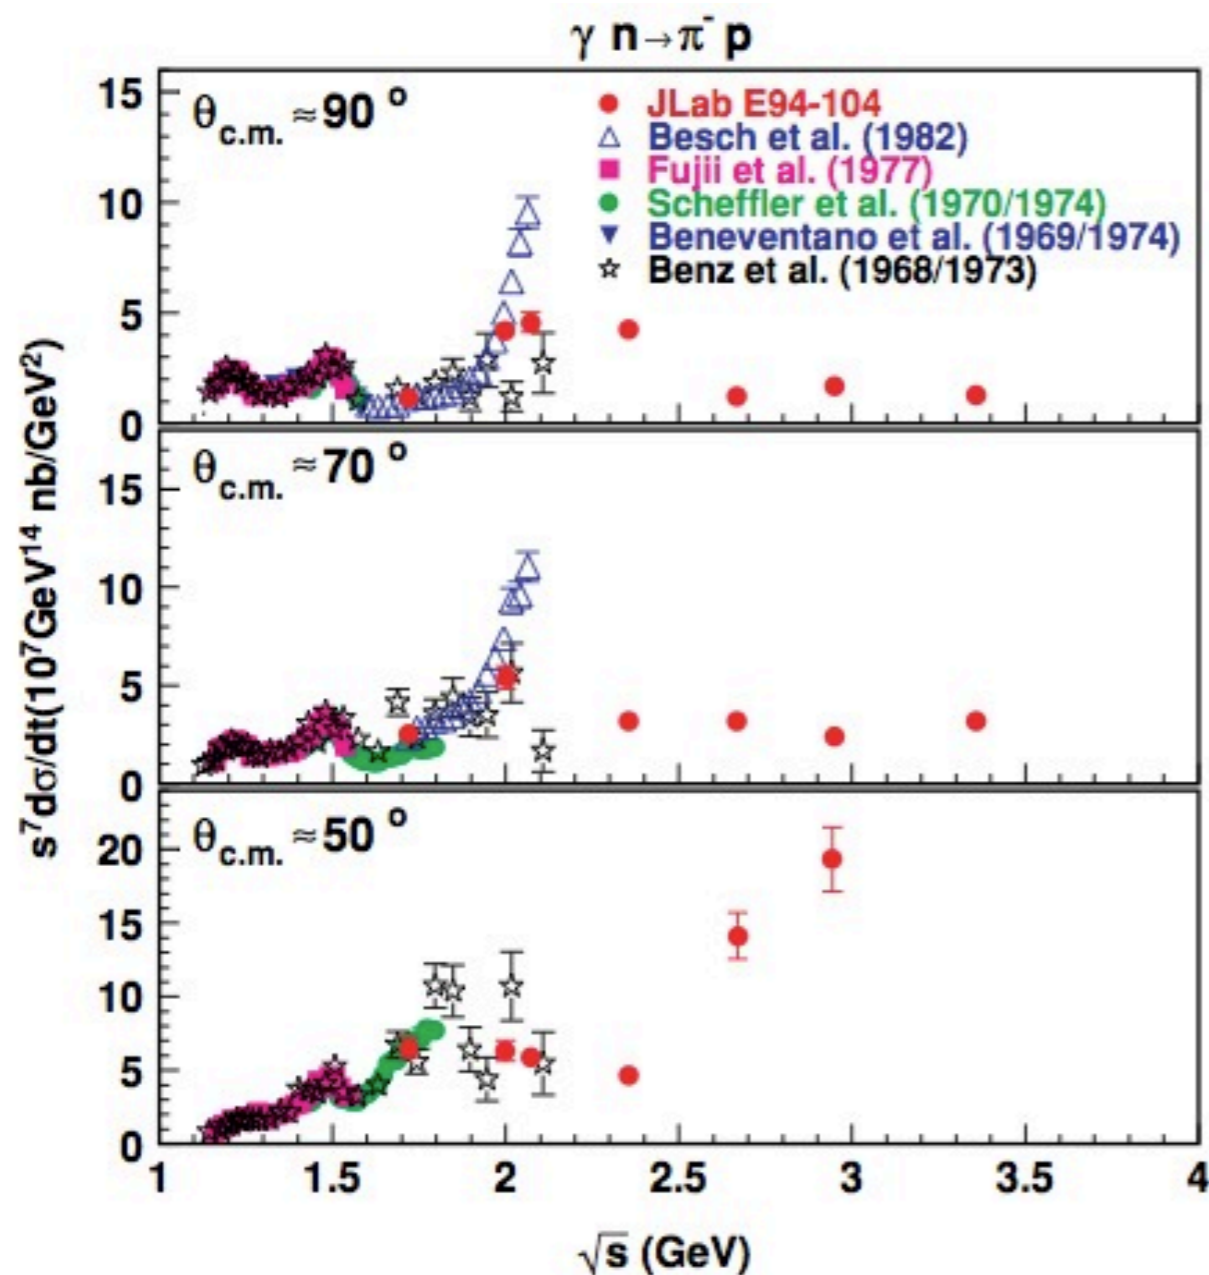 γ n→π⁻ p
θc.m. ≈ 90 o
JLab E94-104
Besch et al. (1982)
Fujii et al. (1977)
Scheffler et al. (1970/1974)
Beneventano et al. (1969/1974)
Benz et al. (1968/1973)
15
10
5
0
θc.m. ≈ 70 o
15
10
5
0
s⁷dσ/dt(10⁷GeV¹⁴ nb/GeV²)
θc.m. ≈ 50 o
20
15
10
5
0
1 1.5 2 2.5 3 3.5 4
√s (GeV)